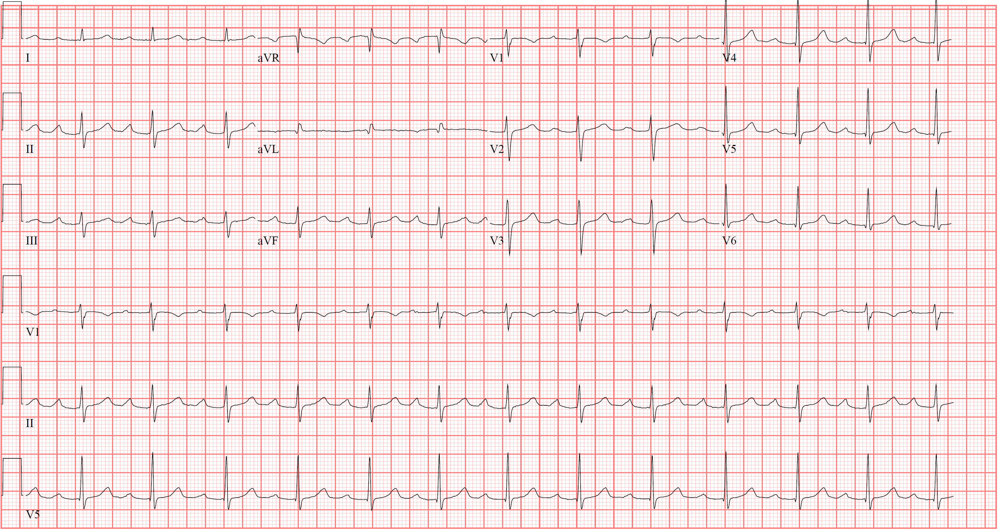 I aVR V1 V4
II aVL V2 V5
III aVF V3 V6
V1
II
V5